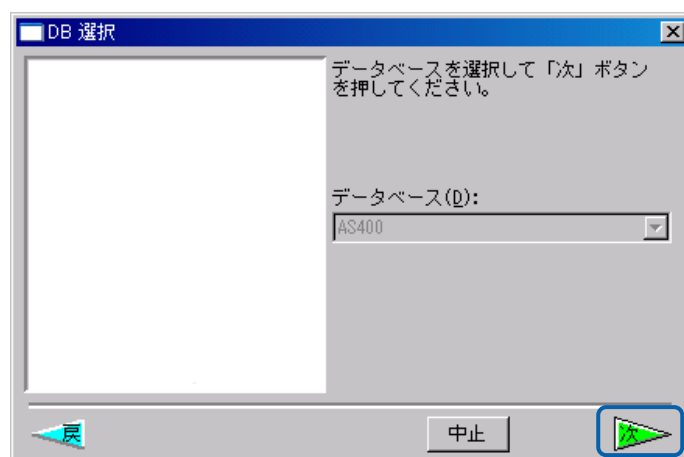 DB 選択
データベースを選択して「次」ボタン
を押してください。
データベース(D):
AS400
戻
中止
次